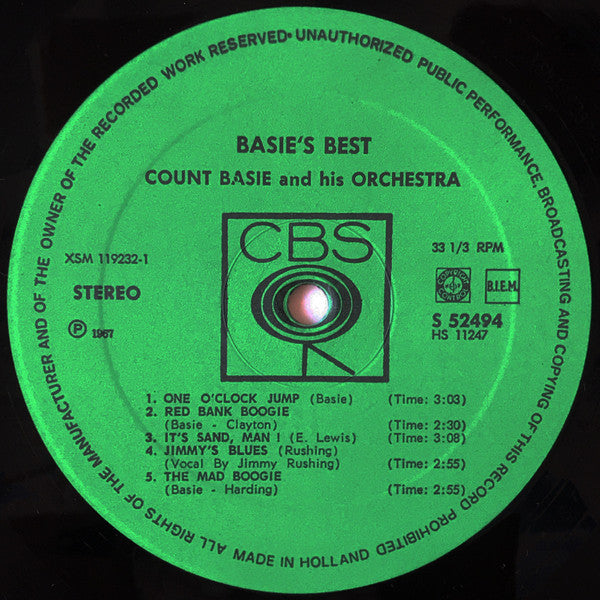 ALL RIGHTS OF THE MANUFACTURER AND OF THE OWNER OF THE RECORDED WORK RESERVED • UNAUTHORIZED PUBLIC PERFORMANCE, BROADCASTING AND COPYING OF THIS RECORD PROHIBITED
BASIE'S BEST
COUNT BASIE and his ORCHESTRA
CBS
XSM 119232-1
33 1/3 RPM
STEREO
B.I.E.M.
S 52494
HS 11247
℗ 1967
1. ONE O'CLOCK JUMP (Basie) (Time: 3:03)
2. RED BANK BOOGIE
(Basie - Clayton) (Time: 2:30)
3. IT'S SAND, MAN! (E. Lewis) (Time: 3:08)
4. JIMMY'S BLUES (Rushing)
(Vocal By Jimmy Rushing) (Time: 2:55)
5. THE MAD BOOGIE
(Basie - Harding) (Time: 2:55)
MADE IN HOLLAND